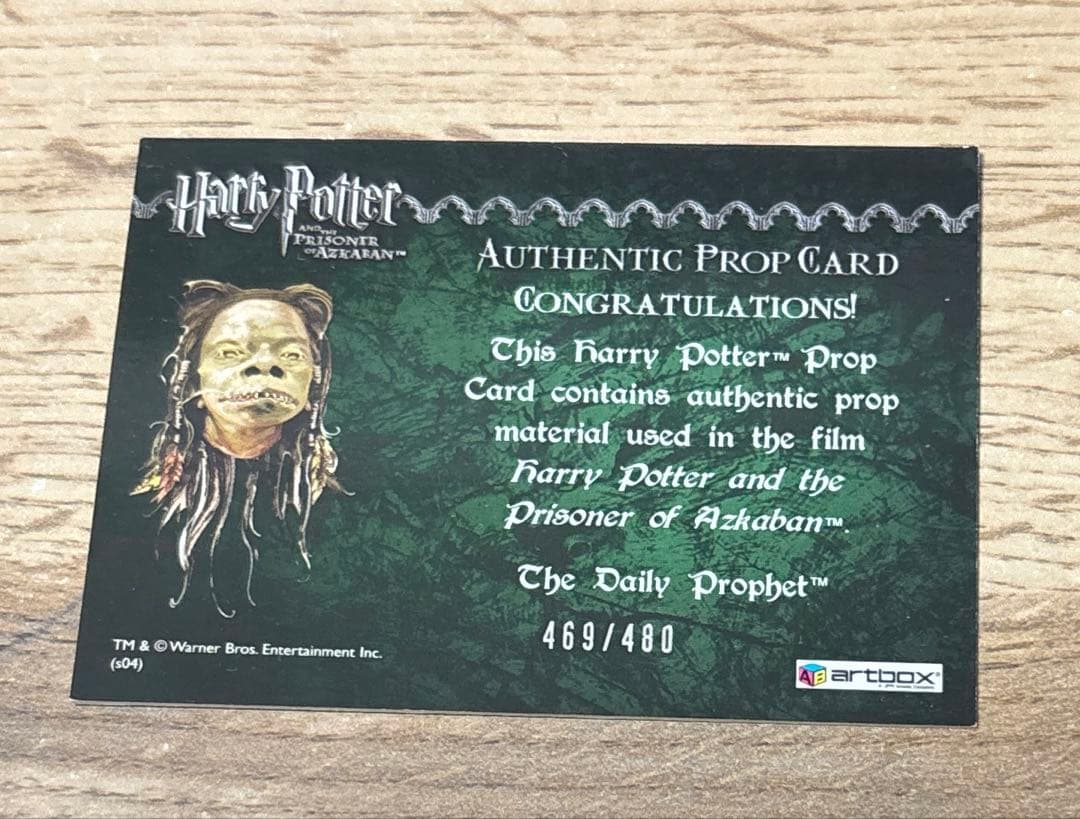 Harry Potter
AND THE
PRISONER
OF AZKABAN™
AUTHENTIC PROP CARD
CONGRATULATIONS!
This Harry Potter™ Prop
Card contains authentic prop
material used in the film
Harry Potter and the
Prisoner of Azkaban™.
The Daily Prophet™
469/480
TM & © Warner Bros. Entertainment Inc.
(s04)
AB artbox